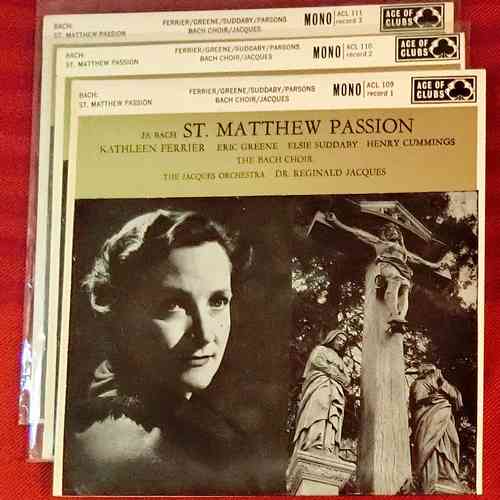 BACH:
ST. MATTHEW PASSION
FERRIER/GREENE/SUDDABY/PARSONS
BACH CHOIR/JACQUES
MONO
ACL 111
record 3
ACE OF
CLUBS
BACH:
ST. MATTHEW PASSION
FERRIER/GREENE/SUDDABY/PARSONS
BACH CHOIR/JACQUES
MONO
ACL 110
record 2
ACE OF
CLUBS
BACH:
ST. MATTHEW PASSION
FERRIER/GREENE/SUDDABY/PARSONS
BACH CHOIR/JACQUES
MONO
ACL 109
record 1
ACE OF
CLUBS
J.S. BACH ST. MATTHEW PASSION
KATHLEEN FERRIER ERIC GREENE ELSIE SUDDABY HENRY CUMMINGS
THE BACH CHOIR
THE JACQUES ORCHESTRA DR. REGINALD JACQUES